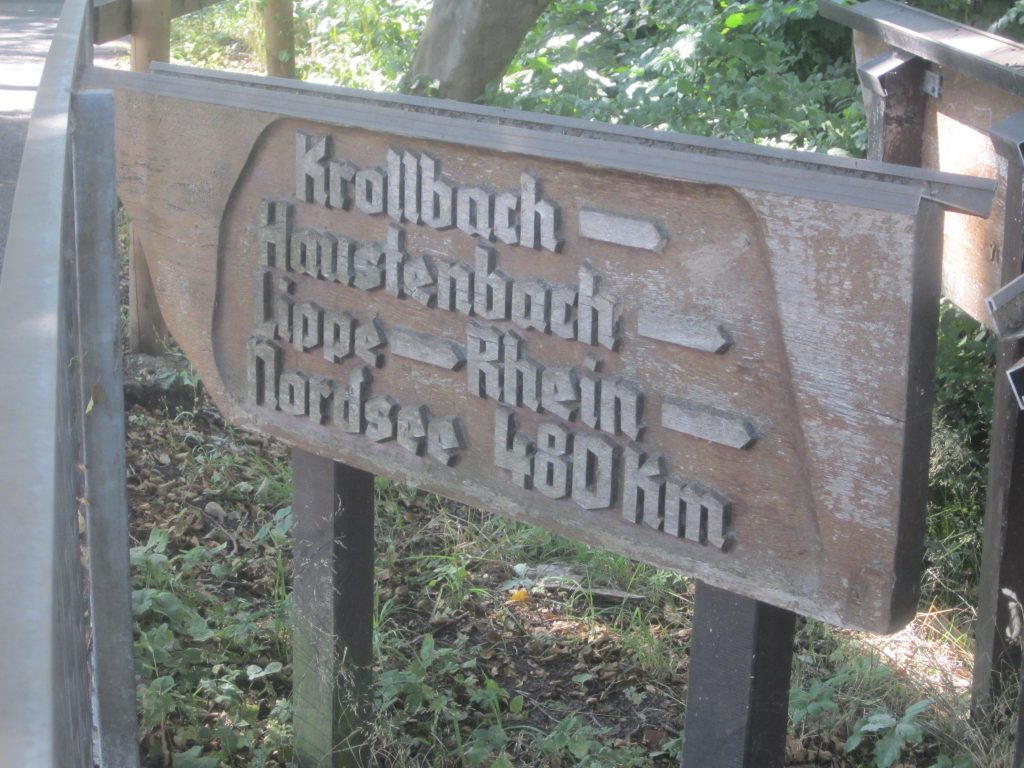 Krollbach
Haustenbach
Lippe Rhein
Nordsee 480 Km